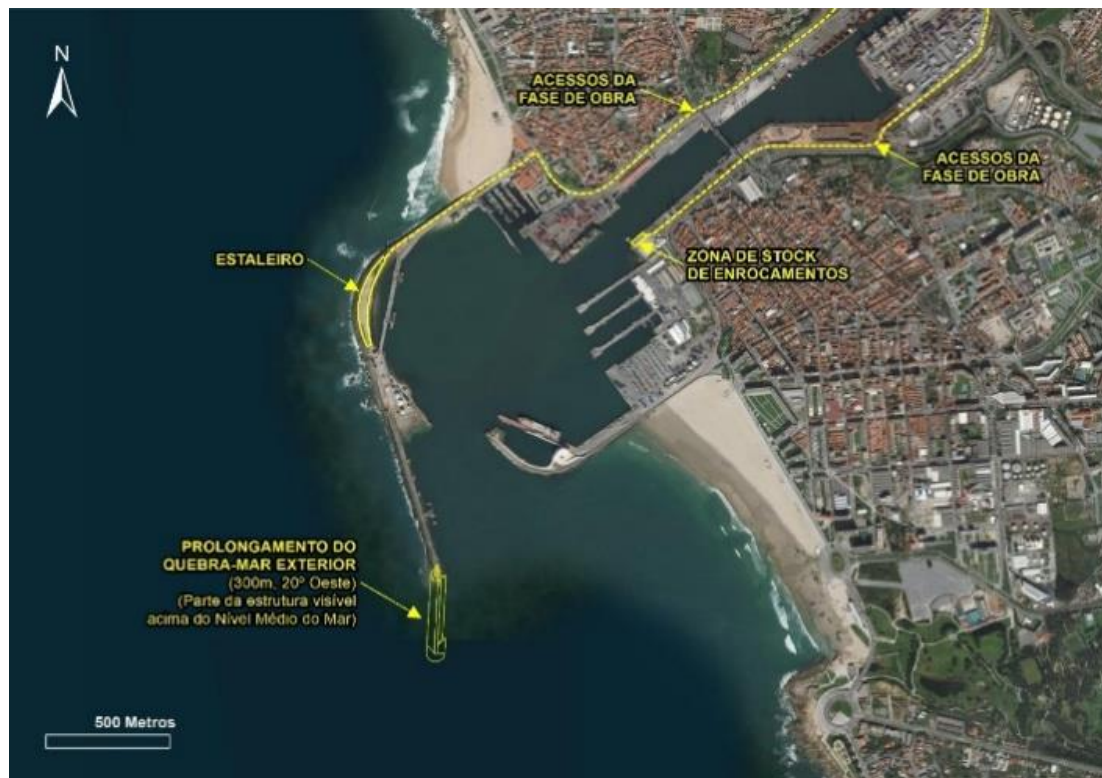 N
ACESSOS DA
FASE DE OBRA
ACESSOS DA
FASE DE OBRA
ESTALEIRO
ZONA DE STOCK
DE ENROCAMENTOS
PROLONGAMENTO DO
QUEBRA-MAR EXTERIOR
(300m, 20º Oeste)
(Parte da estrutura visível
acima do Nível Médio do Mar)
500 Metros